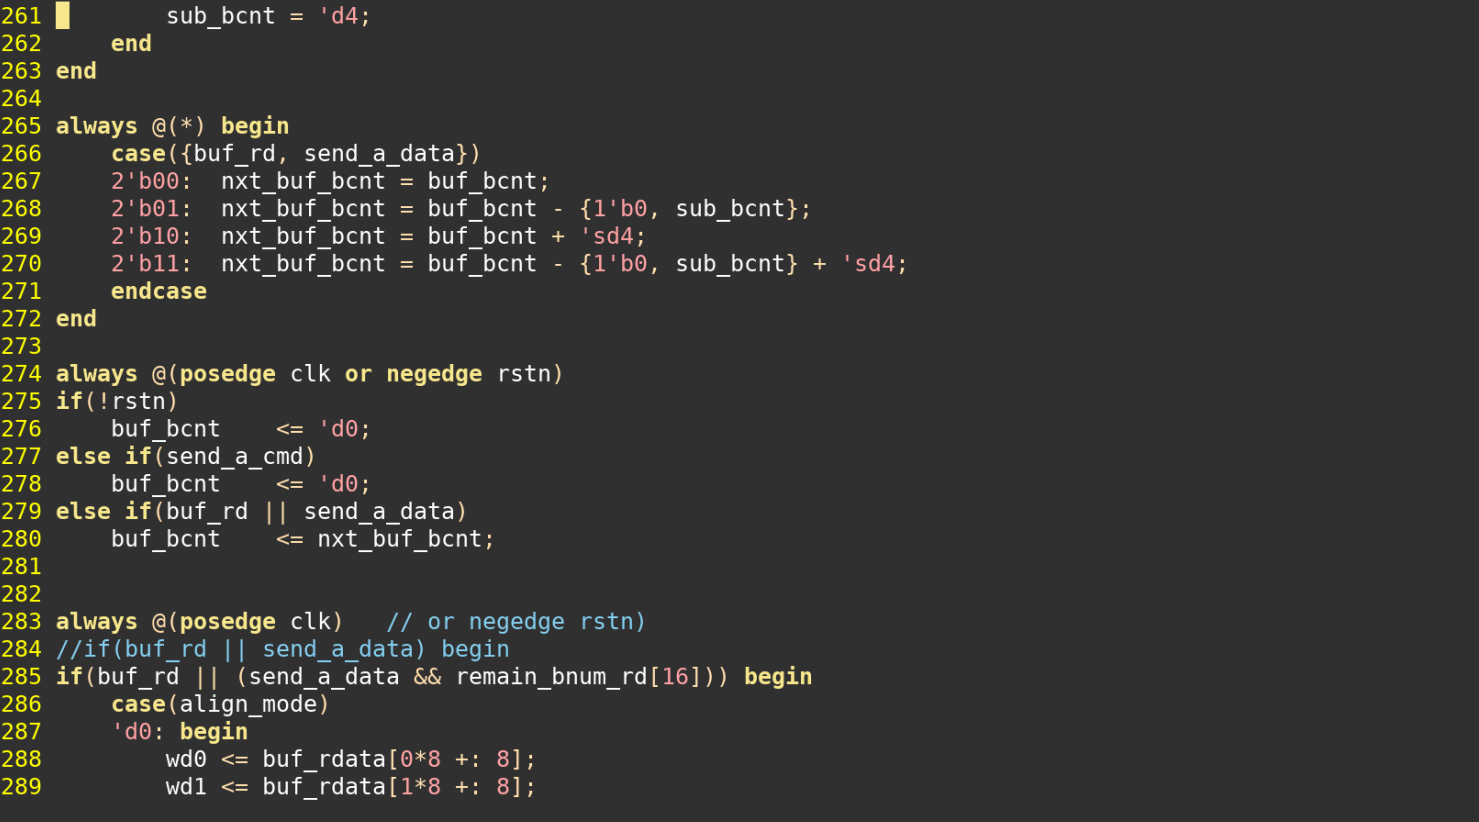 261         sub_bcnt = 'd4;
262     end
263 end
264
265 always @(*) begin
266     case({buf_rd, send_a_data})
267     2'b00:  nxt_buf_bcnt = buf_bcnt;
268     2'b01:  nxt_buf_bcnt = buf_bcnt - {1'b0, sub_bcnt};
269     2'b10:  nxt_buf_bcnt = buf_bcnt + 'sd4;
270     2'b11:  nxt_buf_bcnt = buf_bcnt - {1'b0, sub_bcnt} + 'sd4;
271     endcase
272 end
273
274 always @(posedge clk or negedge rstn)
275 if(!rstn)
276     buf_bcnt    <= 'd0;
277 else if(send_a_cmd)
278     buf_bcnt    <= 'd0;
279 else if(buf_rd || send_a_data)
280     buf_bcnt    <= nxt_buf_bcnt;
281
282
283 always @(posedge clk)   // or negedge rstn)
284 //if(buf_rd || send_a_data) begin
285 if(buf_rd || (send_a_data && remain_bnum_rd[16])) begin
286     case(align_mode)
287     'd0: begin
288         wd0 <= buf_rdata[0*8 +: 8];
289         wd1 <= buf_rdata[1*8 +: 8];